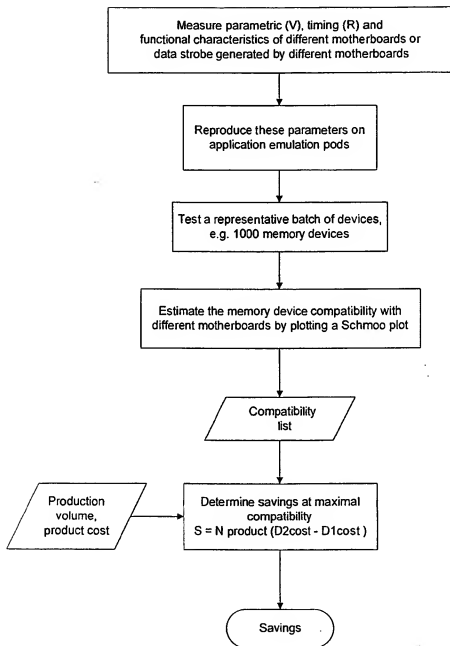 Measure parametric (V), timing (R) and
functional characteristics of different motherboards or
data strobe generated by different motherboards
Reproduce these parameters on
application emulation pods
Test a representative batch of devices,
e.g. 1000 memory devices
Estimate the memory device compatibility with
different motherboards by plotting a Schmoo plot
Compatibility
list
Production
volume,
product cost
Determine savings at maximal
compatibility
S = N product (D2cost - D1cost )
Savings